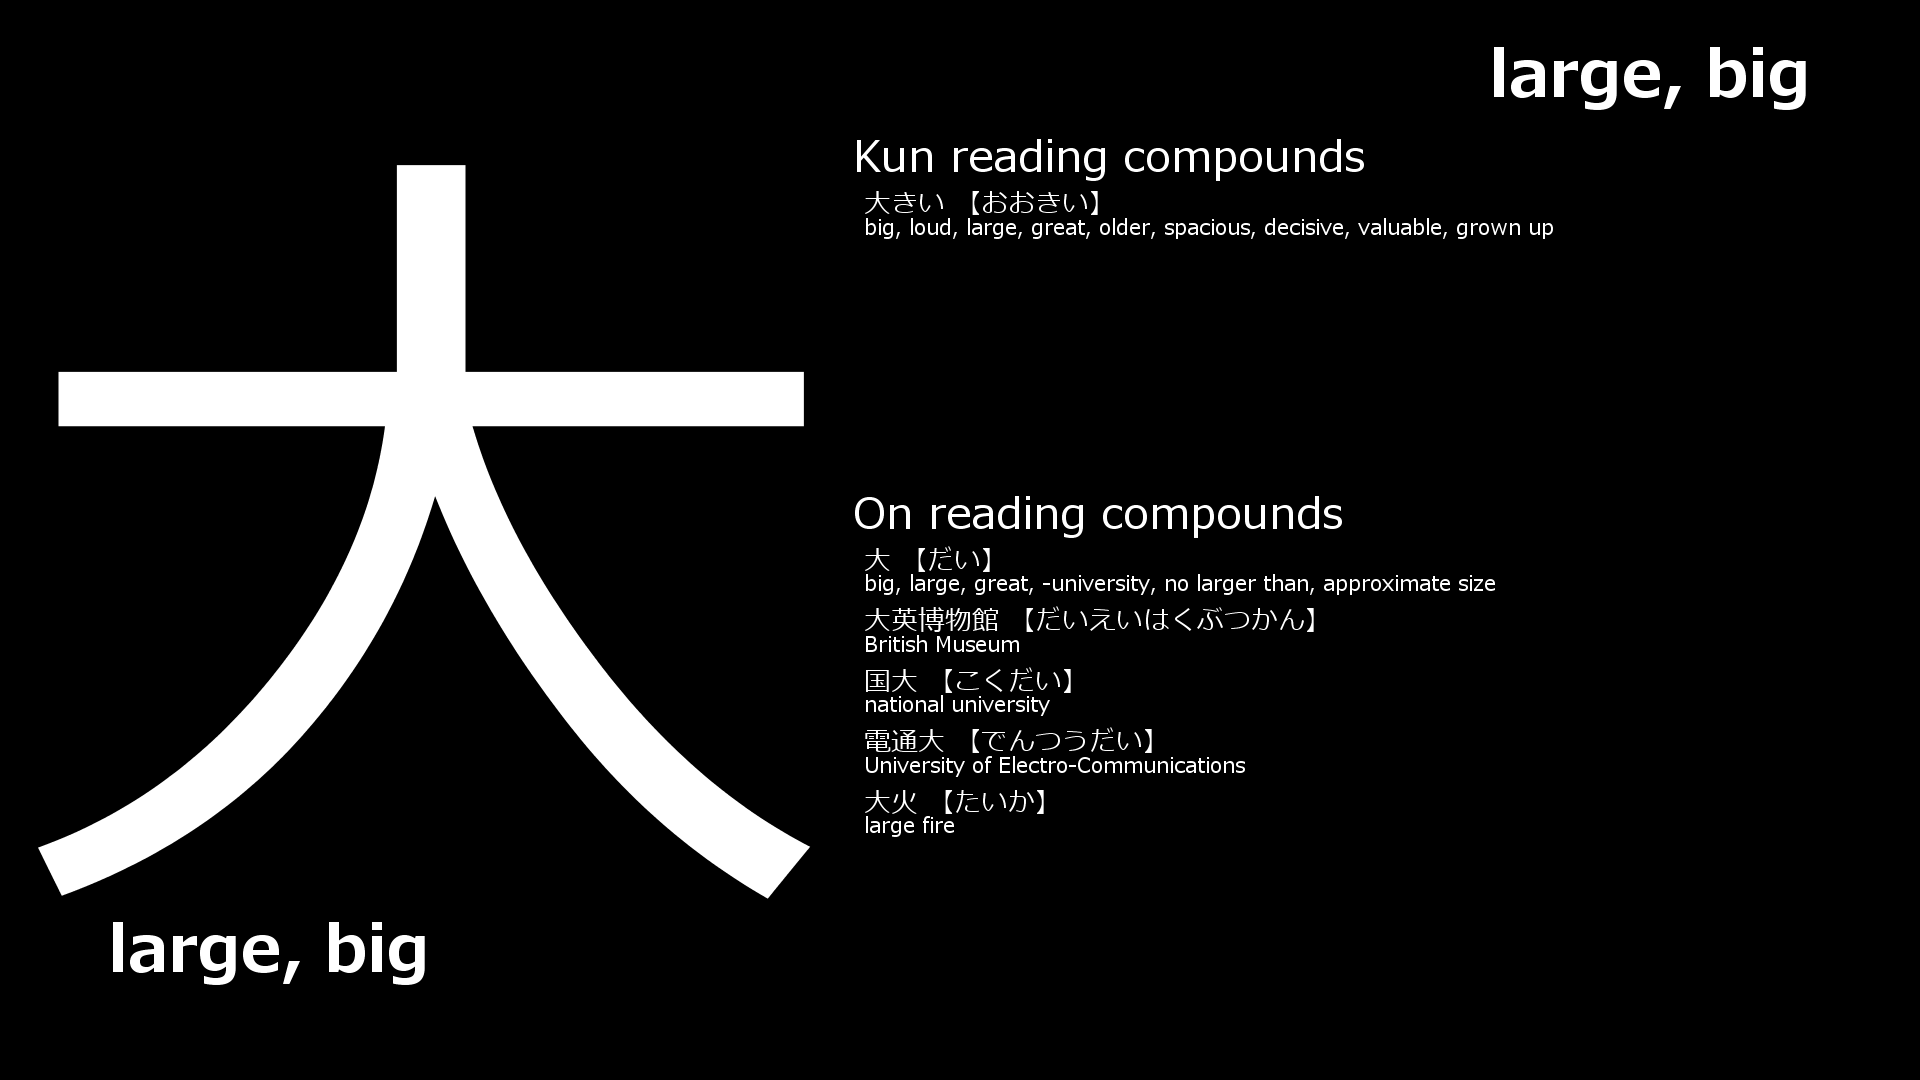 large, big
大
large, big
Kun reading compounds
大きい 【おおきい】
big, loud, large, great, older, spacious, decisive, valuable, grown up
On reading compounds
大 【だい】
big, large, great, -university, no larger than, approximate size
大英博物館 【だいえいはくぶつかん】
British Museum
国大 【こくだい】
national university
電通大 【でんつうだい】
University of Electro-Communications
大火 【たいか】
large fire